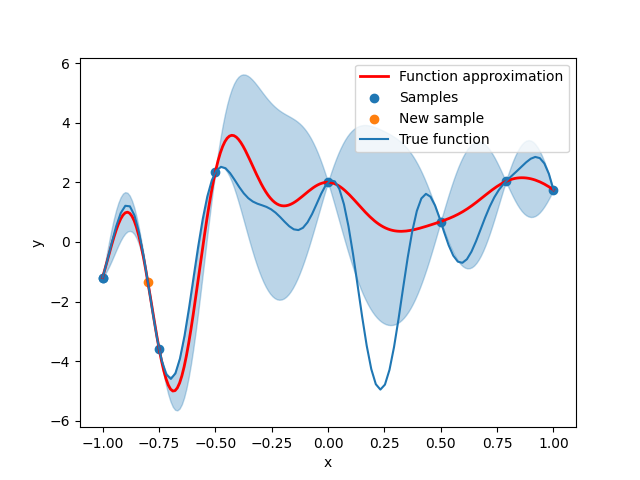 6
4
2
0
−2
−4
−6
y
Function approximation
Samples
New sample
True function
−1.00 −0.75 −0.50 −0.25 0.00 0.25 0.50 0.75 1.00
x